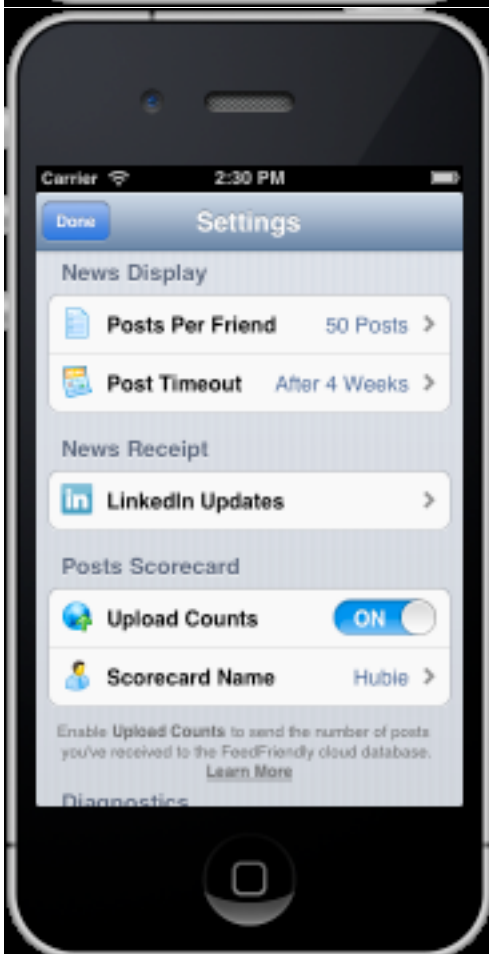 Carrier 2:30 PM
Done Settings
News Display
Posts Per Friend 50 Posts
Post Timeout After 4 Weeks
News Receipt
in LinkedIn Updates
Posts Scorecard
Upload Counts ON
Scorecard Name Hubie
Enable Upload Counts to send the number of posts
you've received to the FeedFriendly cloud database.
Learn More
Diagnostics